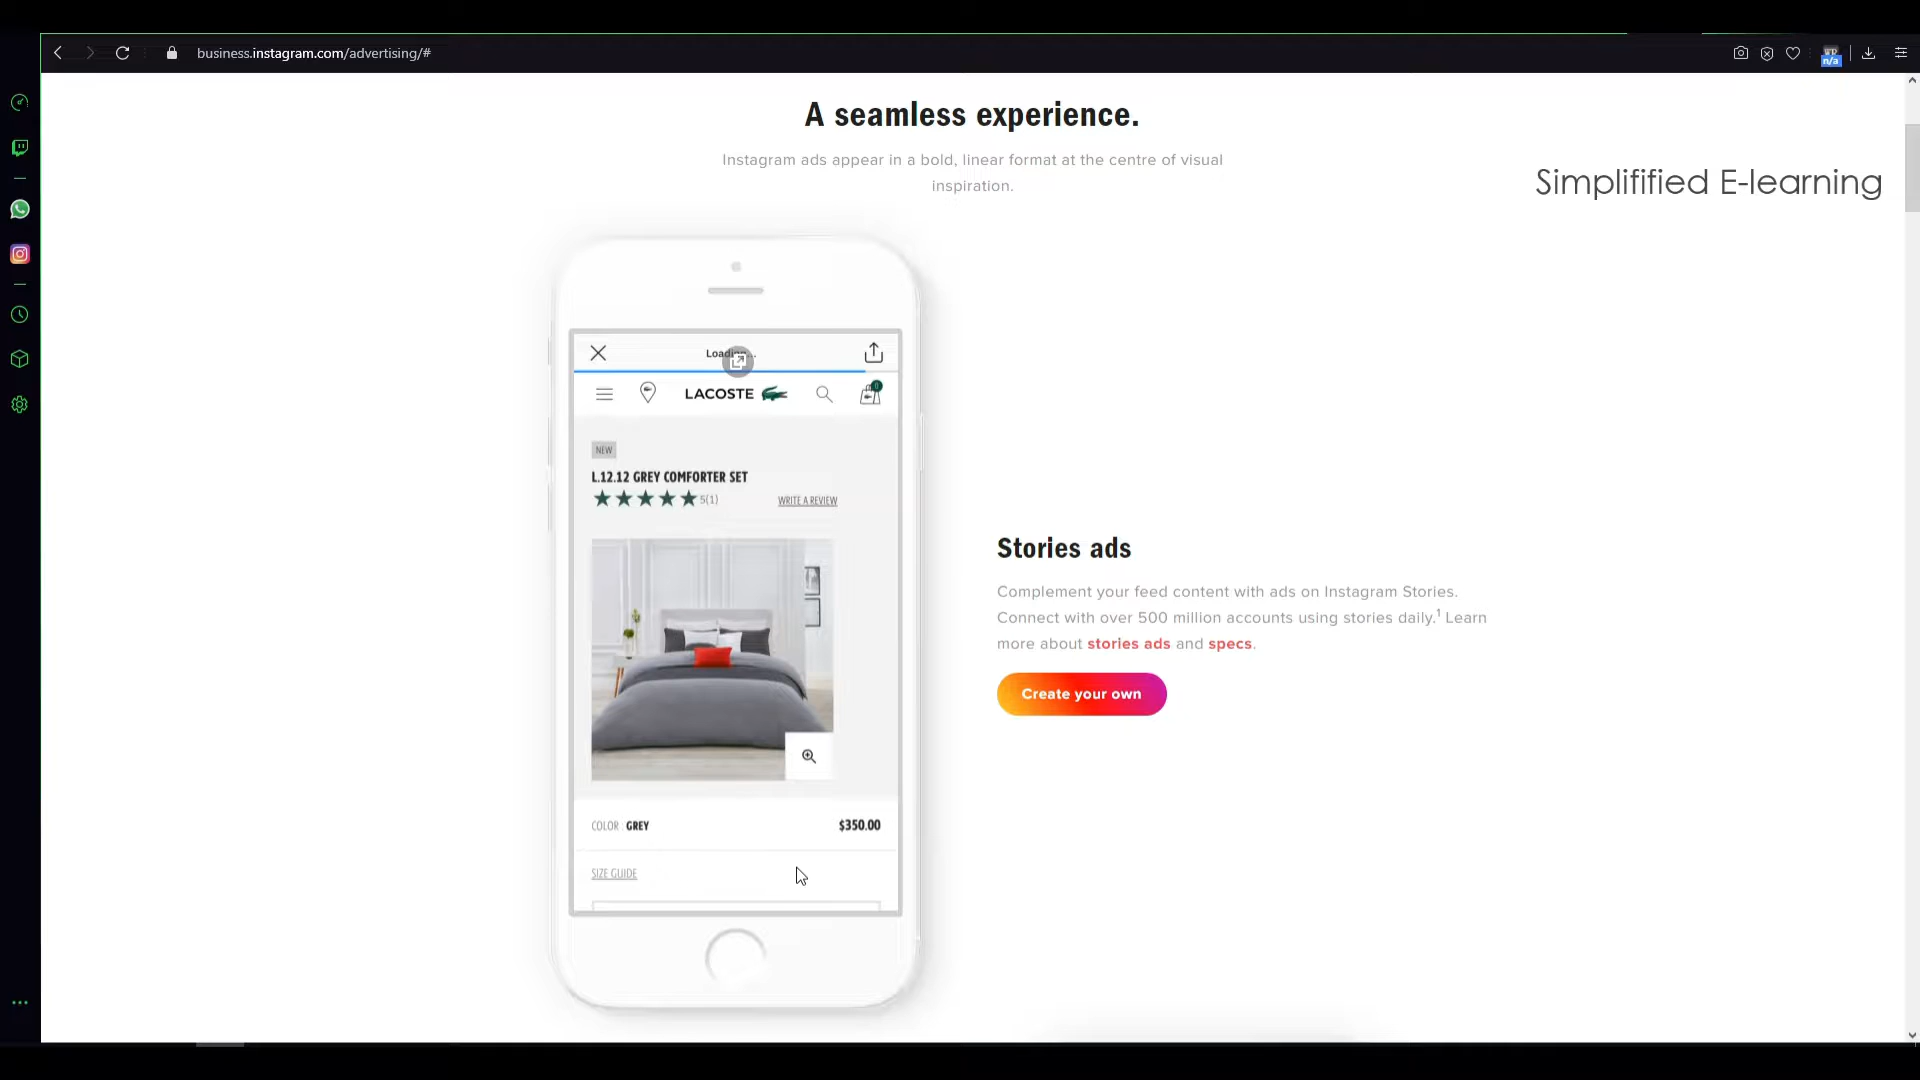 business.instagram.com/advertising/#
n/a
A seamless experience.
Instagram ads appear in a bold, linear format at the centre of visual
inspiration.
Simplifified E-learning
LACOSTE
0
NEW
L.12.12 GREY COMFORTER SET
5(1)
WRITE A REVIEW
COLOR GREY
$350.00
SIZE GUIDE
Stories ads
Complement your feed content with ads on Instagram Stories.
Connect with over 500 million accounts using stories daily.¹ Learn
more about stories ads and specs.
Create your own